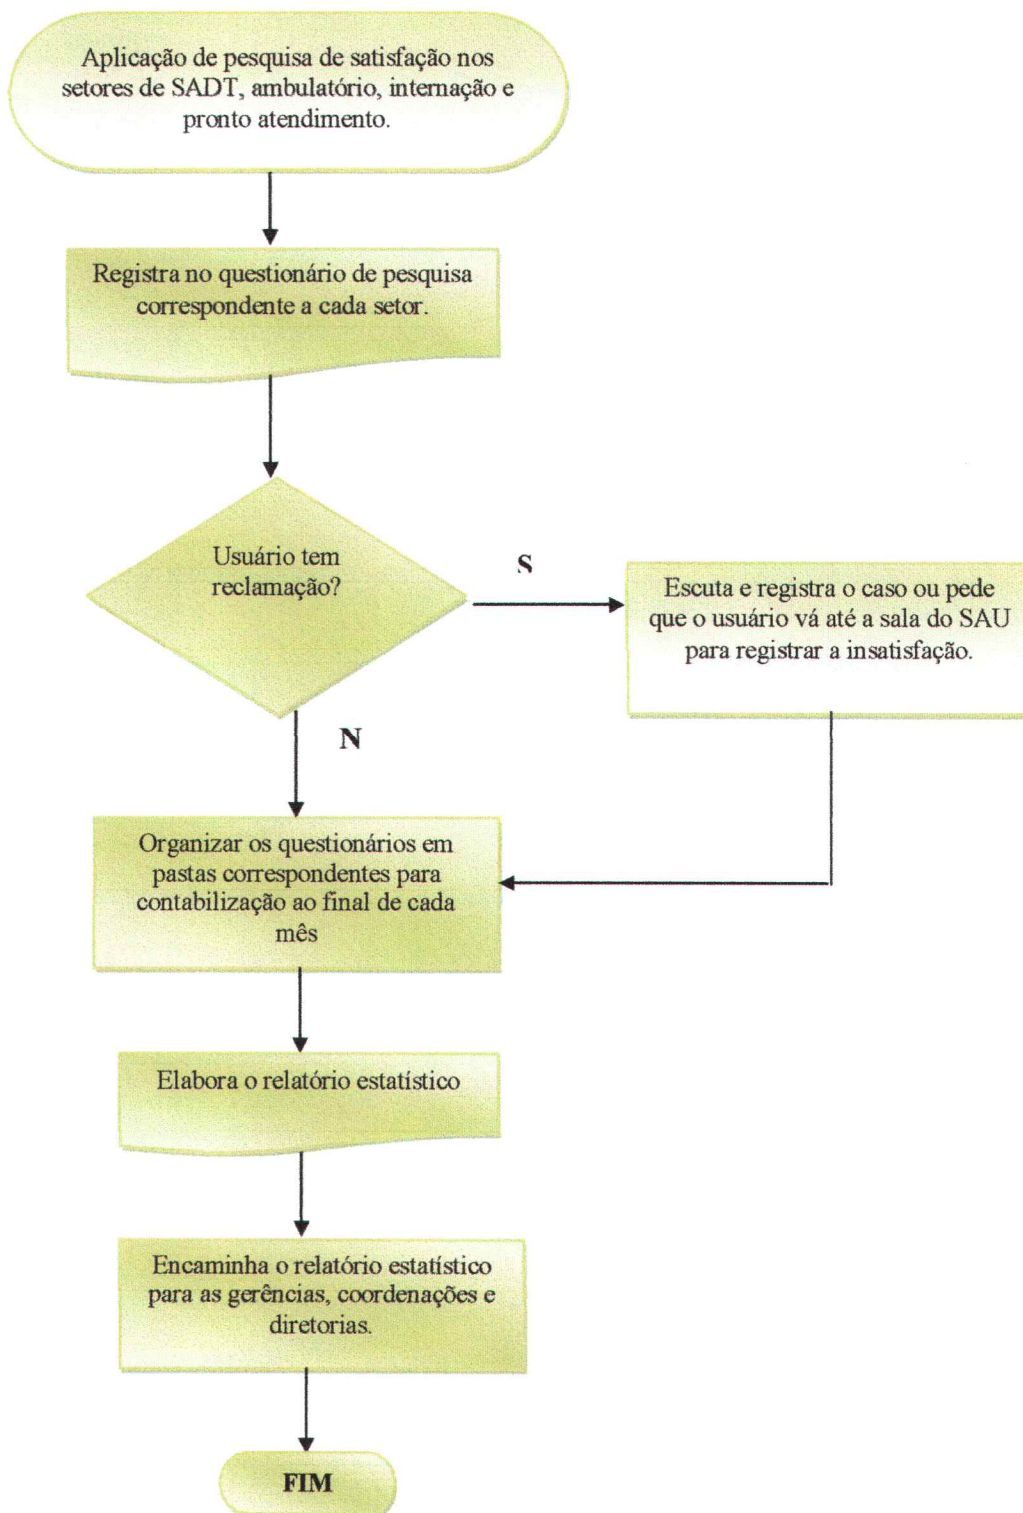 Aplicação de pesquisa de satisfação nos
setores de SADT, ambulatório, internação e
pronto atendimento.
Registra no questionário de pesquisa
correspondente a cada setor.
Usuário tem
reclamação?
S
Escuta e registra o caso ou pede
que o usuário vá até a sala do SAU
para registrar a insatisfação.
N
Organizar os questionários em
pastas correspondentes para
contabilização ao final de cada
mês
Elabora o relatório estatístico
Encaminha o relatório estatístico
para as gerências, coordenações e
diretorias.
FIM